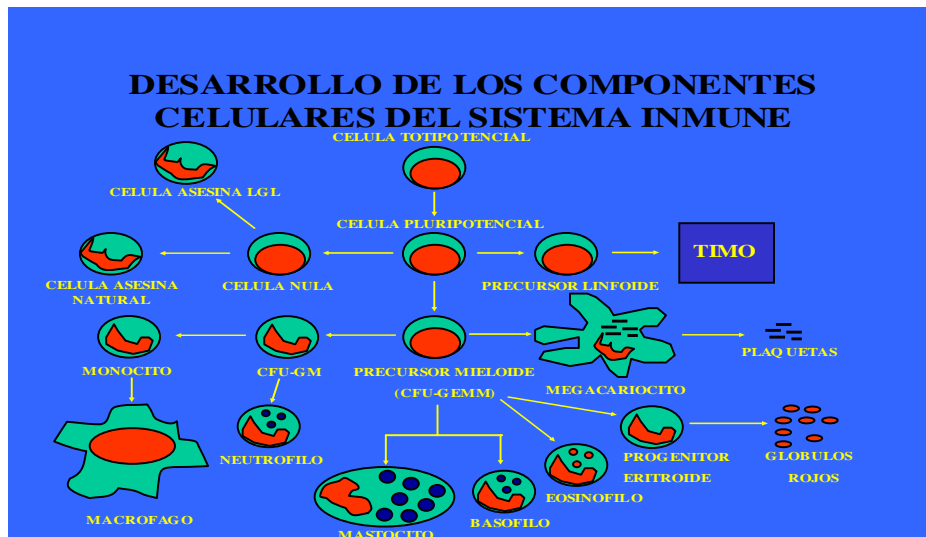 DESARROLLO DE LOS COMPONENTES
CELULARES DEL SISTEMA INMUNE
CELULA TOTIPOTENCIAL
CELULA ASESINA LGL
CELULA PLURIPOTENCIAL
TIMO
CELULA ASESINA
NATURAL
CELULA NULA
PRECURSOR LINFOIDE
MONOCITO
CFU-GM
PRECURSOR MIELOIDE
(CFU-GEMM)
MEGACARIOCITO
PLAQUETAS
NEUTROFILO
PROGENITOR
ERITROIDE
GLOBULOS
ROJOS
EOSINOFILO
MACROFAGO
BASOFILO
MASTOCITO